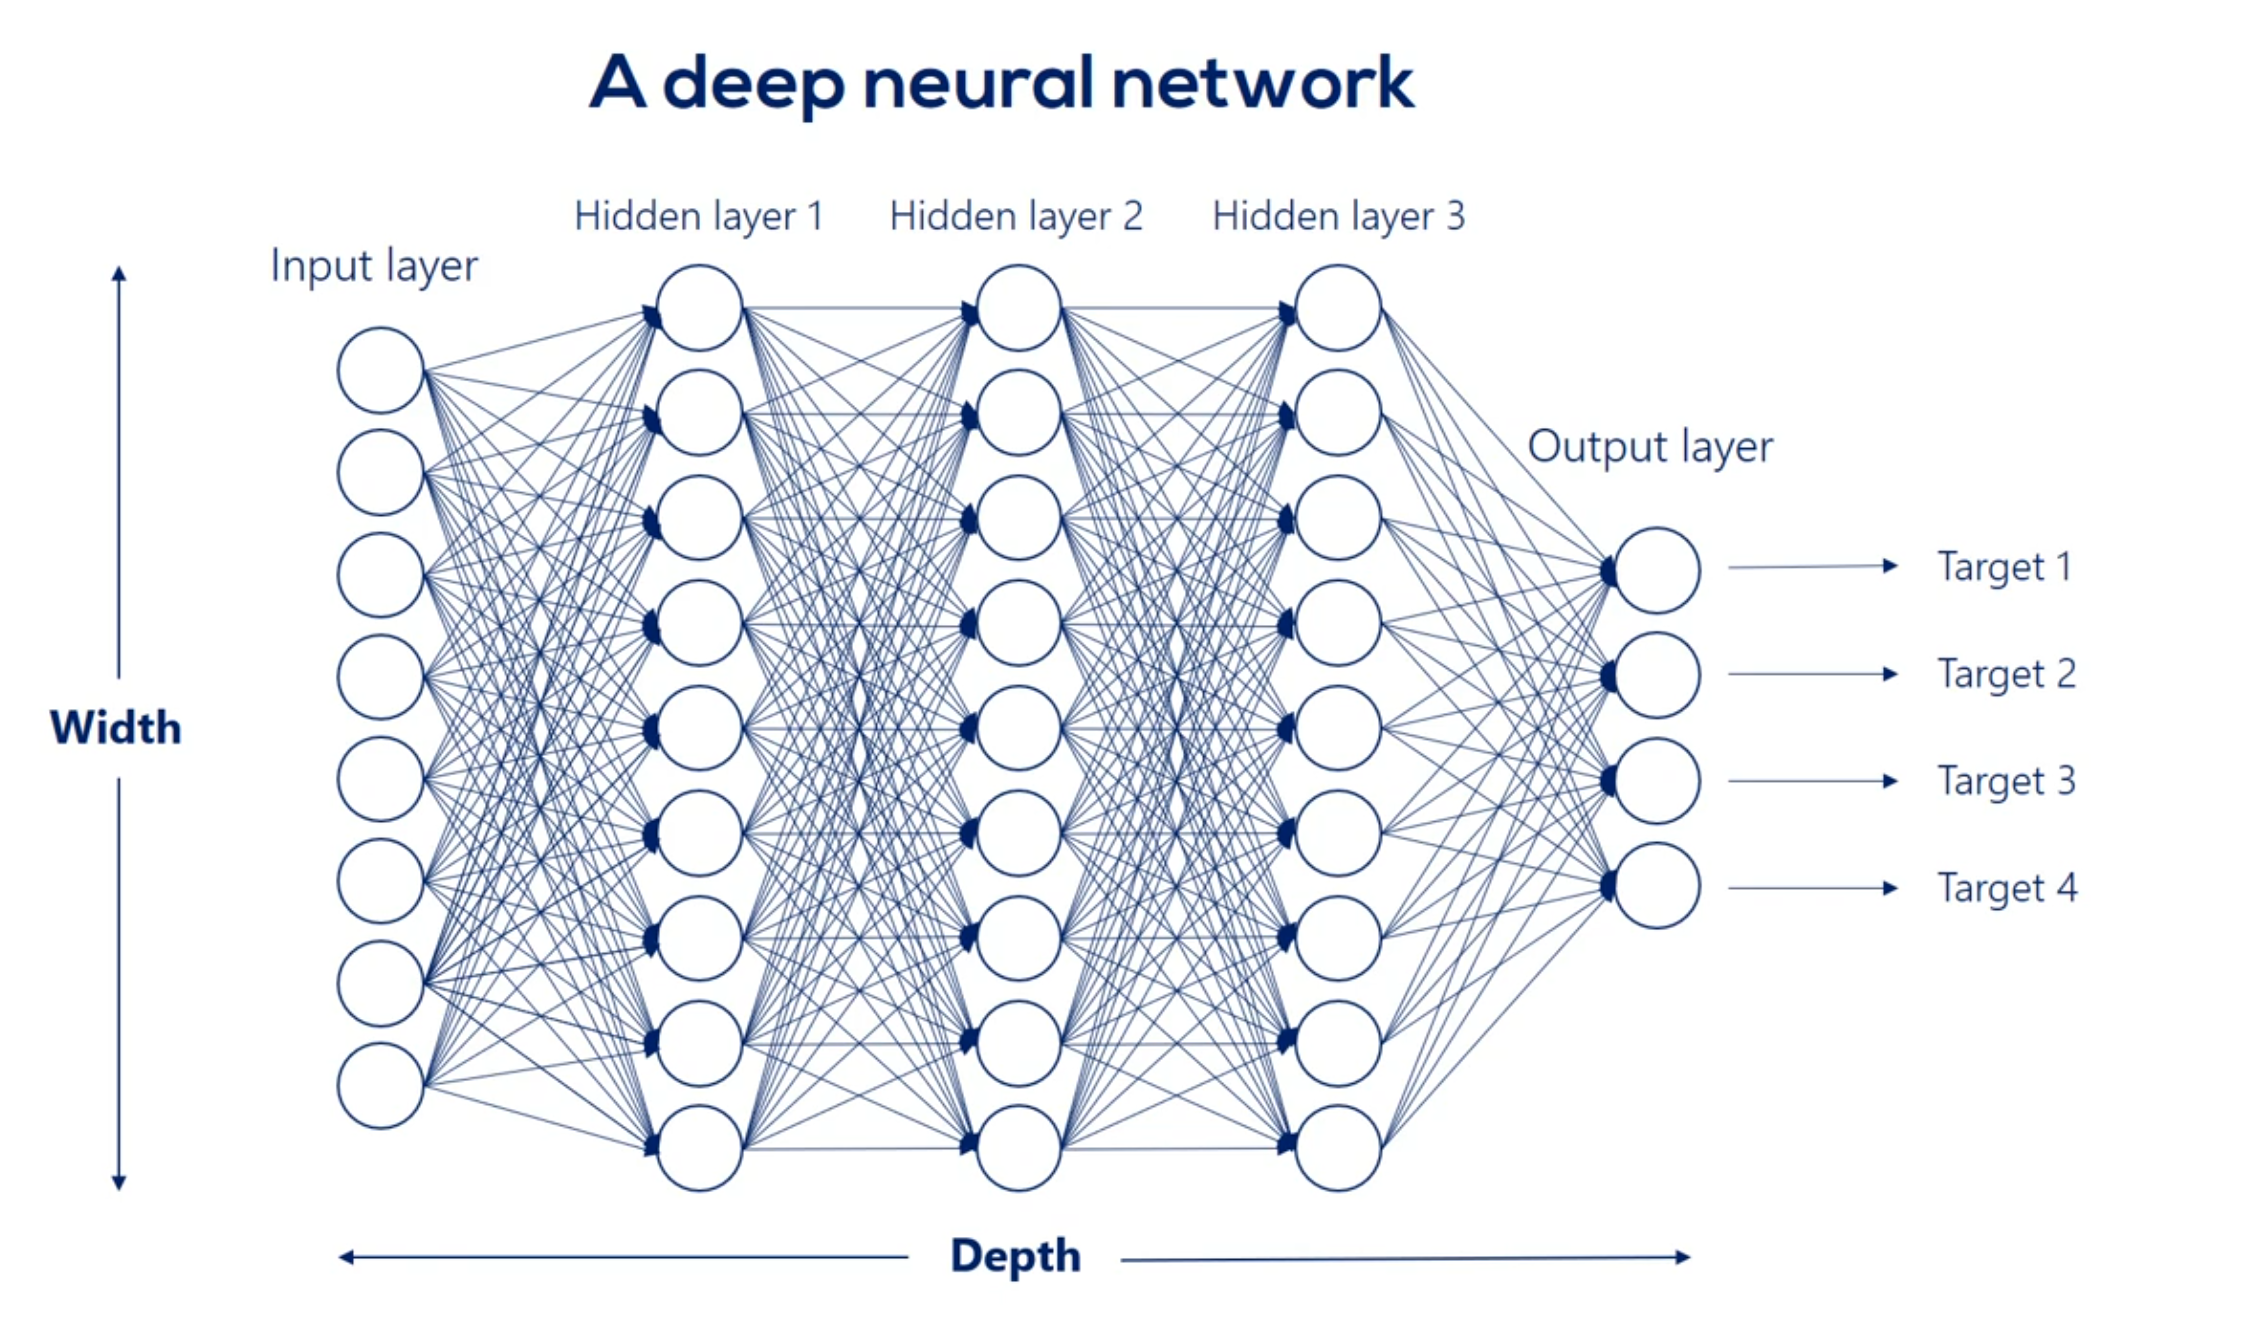 A deep neural network
Hidden layer 1
Hidden layer 2
Hidden layer 3
Input layer
Output layer
Target 1
Target 2
Width
Target 3
Target 4
Depth